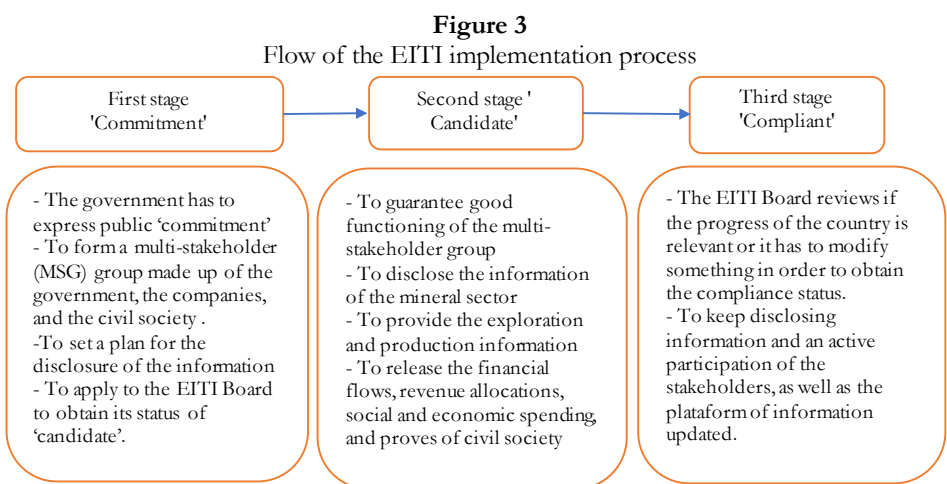 Figure 3
Flow of the EITI implementation process
First stage
'Commitment'
Second stage '
Candidate'
Third stage
'Compliant'
- The government has to
express public ‘commitment’
- To form a multi-stakeholder
(MSG) group made up of the
government, the companies,
and the civil society .
-To set a plan for the
disclosure of the information
- To apply to the EITI Board
to obtain its status of
‘candidate’.
- To guarantee good
functioning of the multi-
stakeholder group
- To disclose the information
of the mineral sector
- To provide the exploration
and production information
- To release the financial
flows, revenue allocations,
social and economic spending,
and proves of civil society
- The EITI Board reviews if
the progress of the country is
relevant or it has to modify
something in order to obtain
the compliance status.
- To keep disclosing
information and an active
participation of the
stakeholders, as well as the
plataform of information
updated.